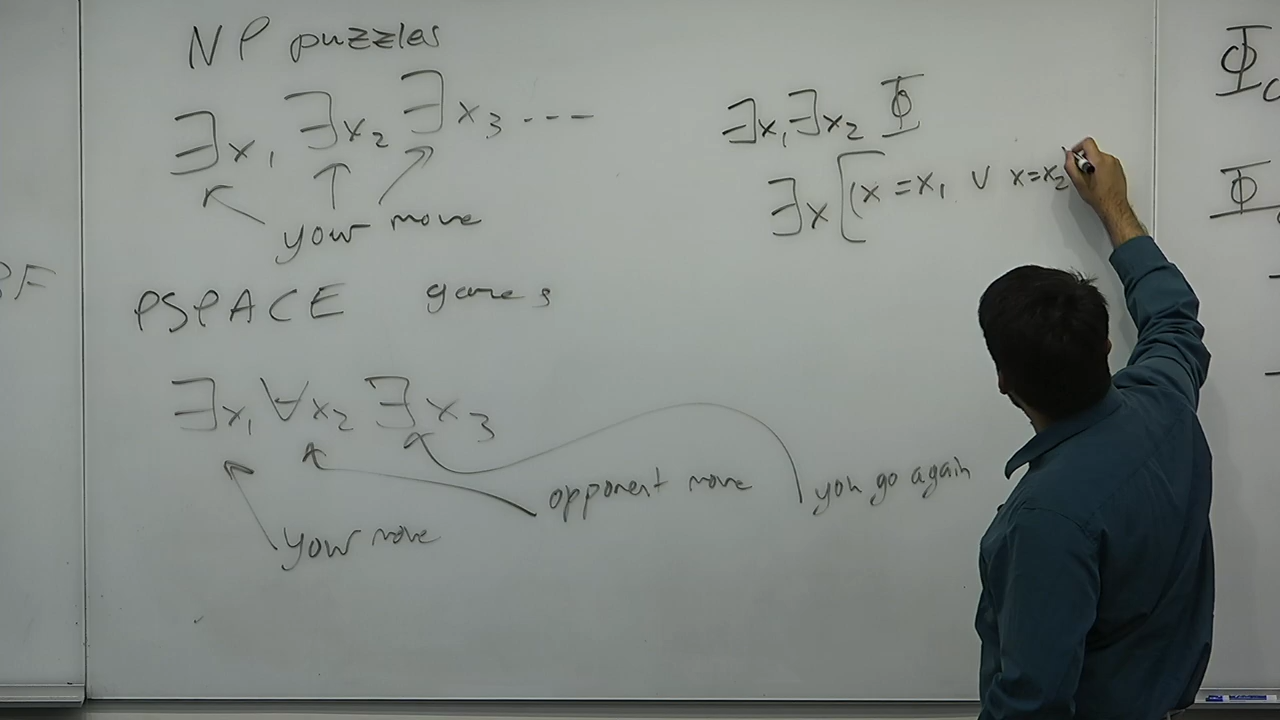 NP puzzles
∃x₁ ∃x₂ ∃x₃ ---
your move
PSPACE games
∃x₁ ∀x₂ ∃x₃
opponent move
you go again
your move
∃x₁ ∃x₂ Φ
∃x [(x = x₁ ∨ x = x₂
Φ
Φ